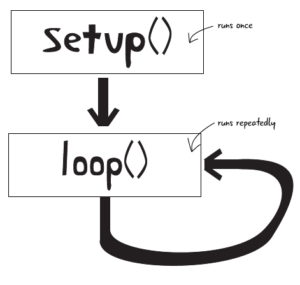 setup()
runs once
loop()
runs repeatedly